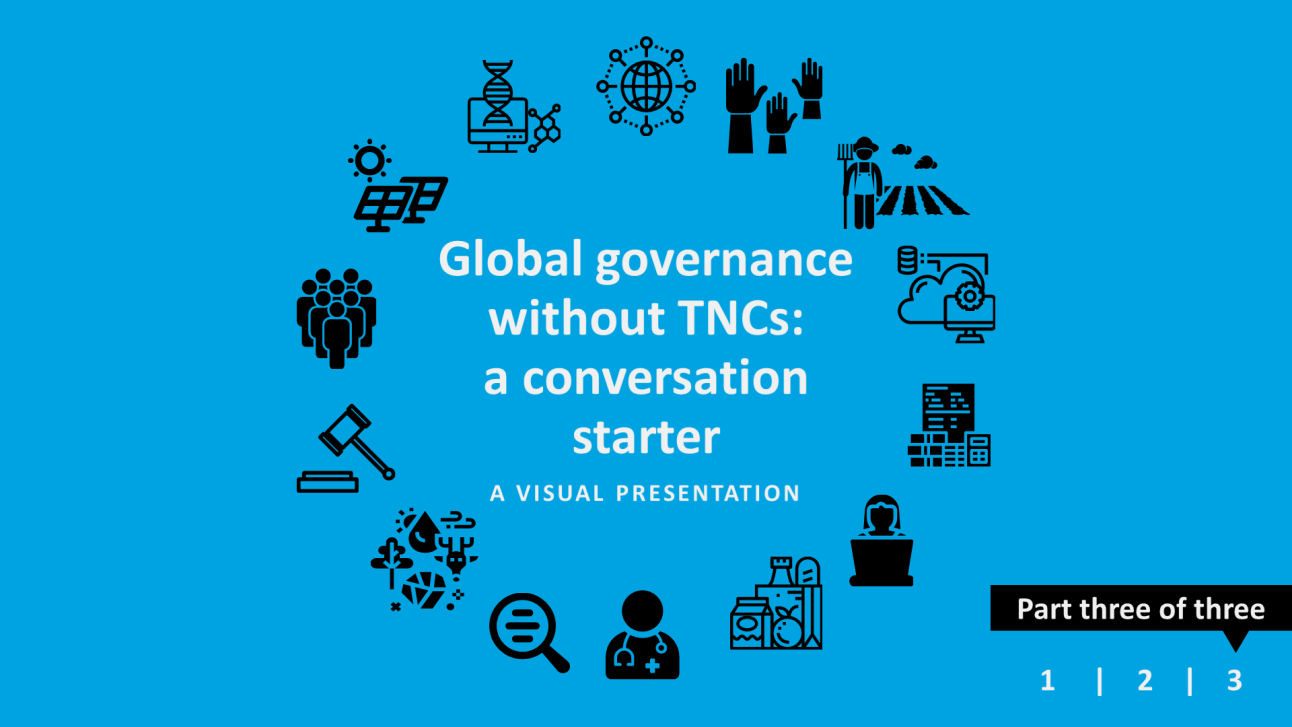 Global governance
without TNCs:
a conversation
starter
A VISUAL PRESENTATION
Part three of three
1 | 2 | 3